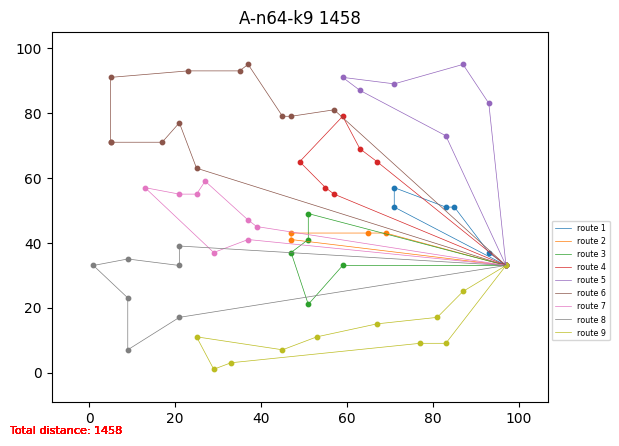 A-n64-k9 1458
100
80
60
40
20
0
0 20 40 60 80 100
route 1
route 2
route 3
route 4
route 5
route 6
route 7
route 8
route 9
Total distance: 1458